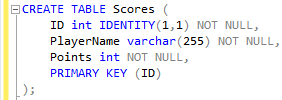 CREATE TABLE Scores (
ID int IDENTITY(1,1) NOT NULL,
PlayerName varchar(255) NOT NULL,
Points int NOT NULL,
PRIMARY KEY (ID)
);